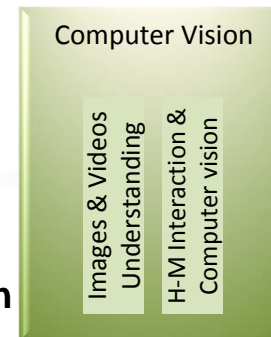 Computer Vision
Images & Videos
Understanding
H-M Interaction &
Computer vision